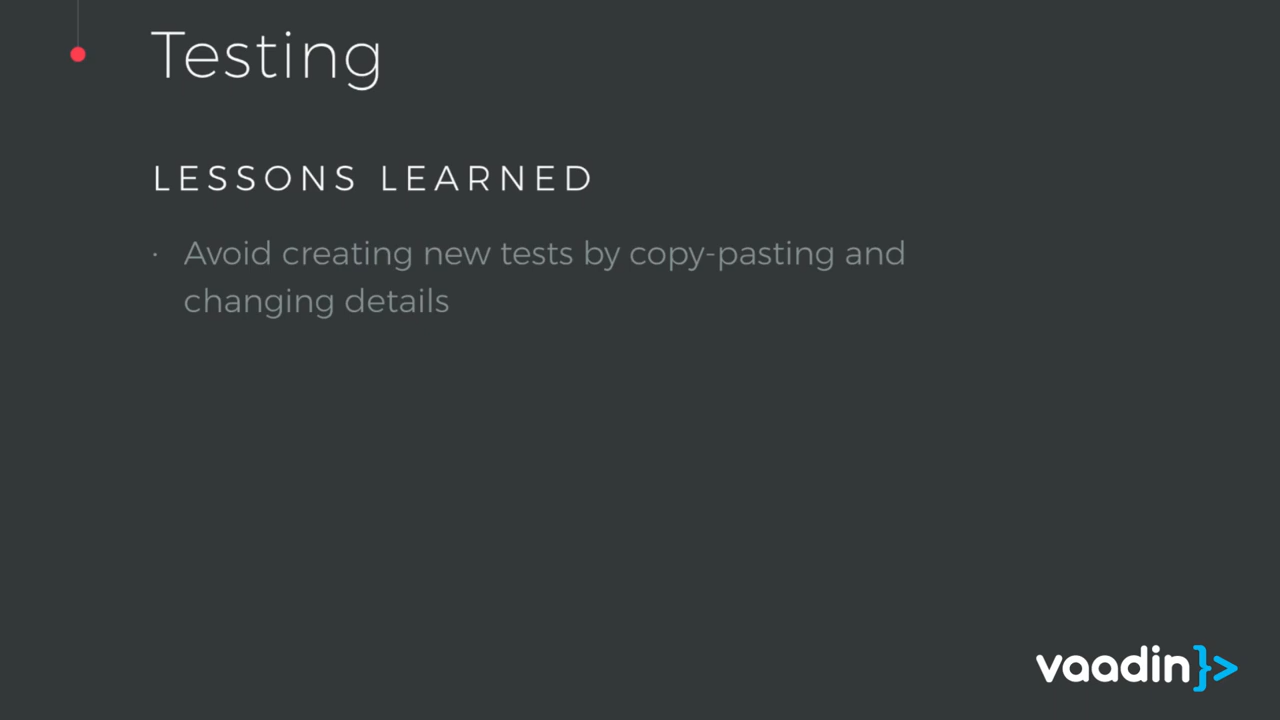 Testing
LESSONS LEARNED
· Avoid creating new tests by copy-pasting and
changing details
vaadin}>